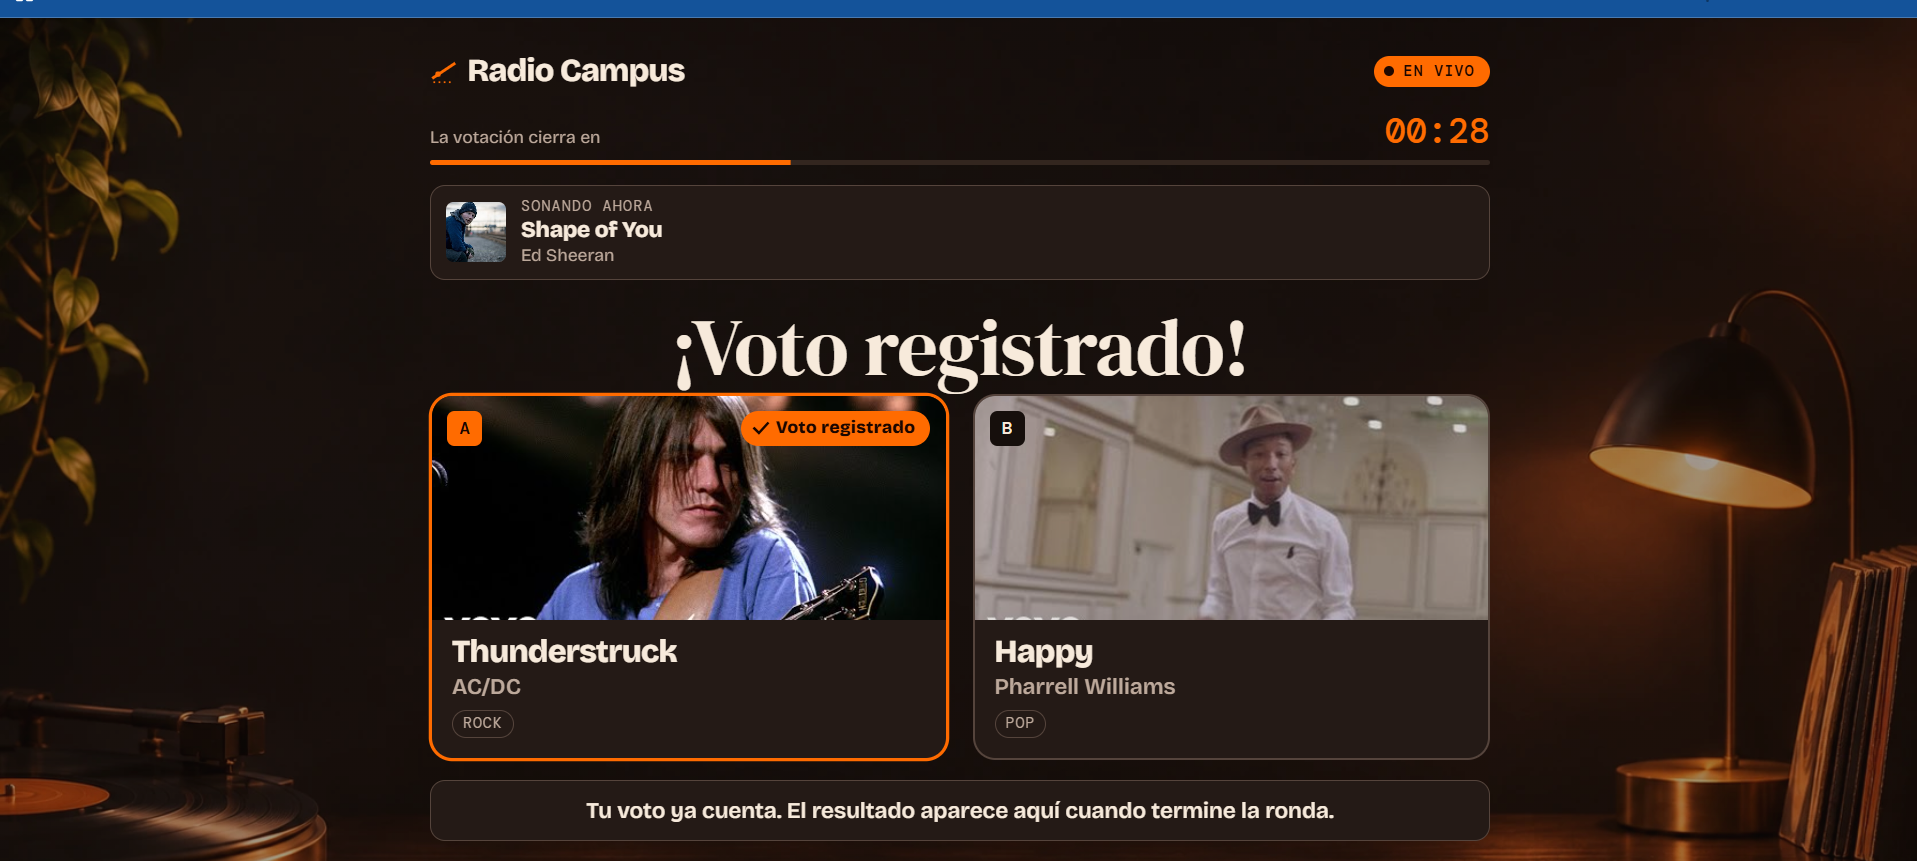 Radio Campus
EN VIVO
La votación cierra en
00:28
SONANDO AHORA
Shape of You
Ed Sheeran
¡Voto registrado!
A
Voto registrado
B
Thunderstruck
AC/DC
ROCK
Happy
Pharrell Williams
POP
Tu voto ya cuenta. El resultado aparece aquí cuando termine la ronda.